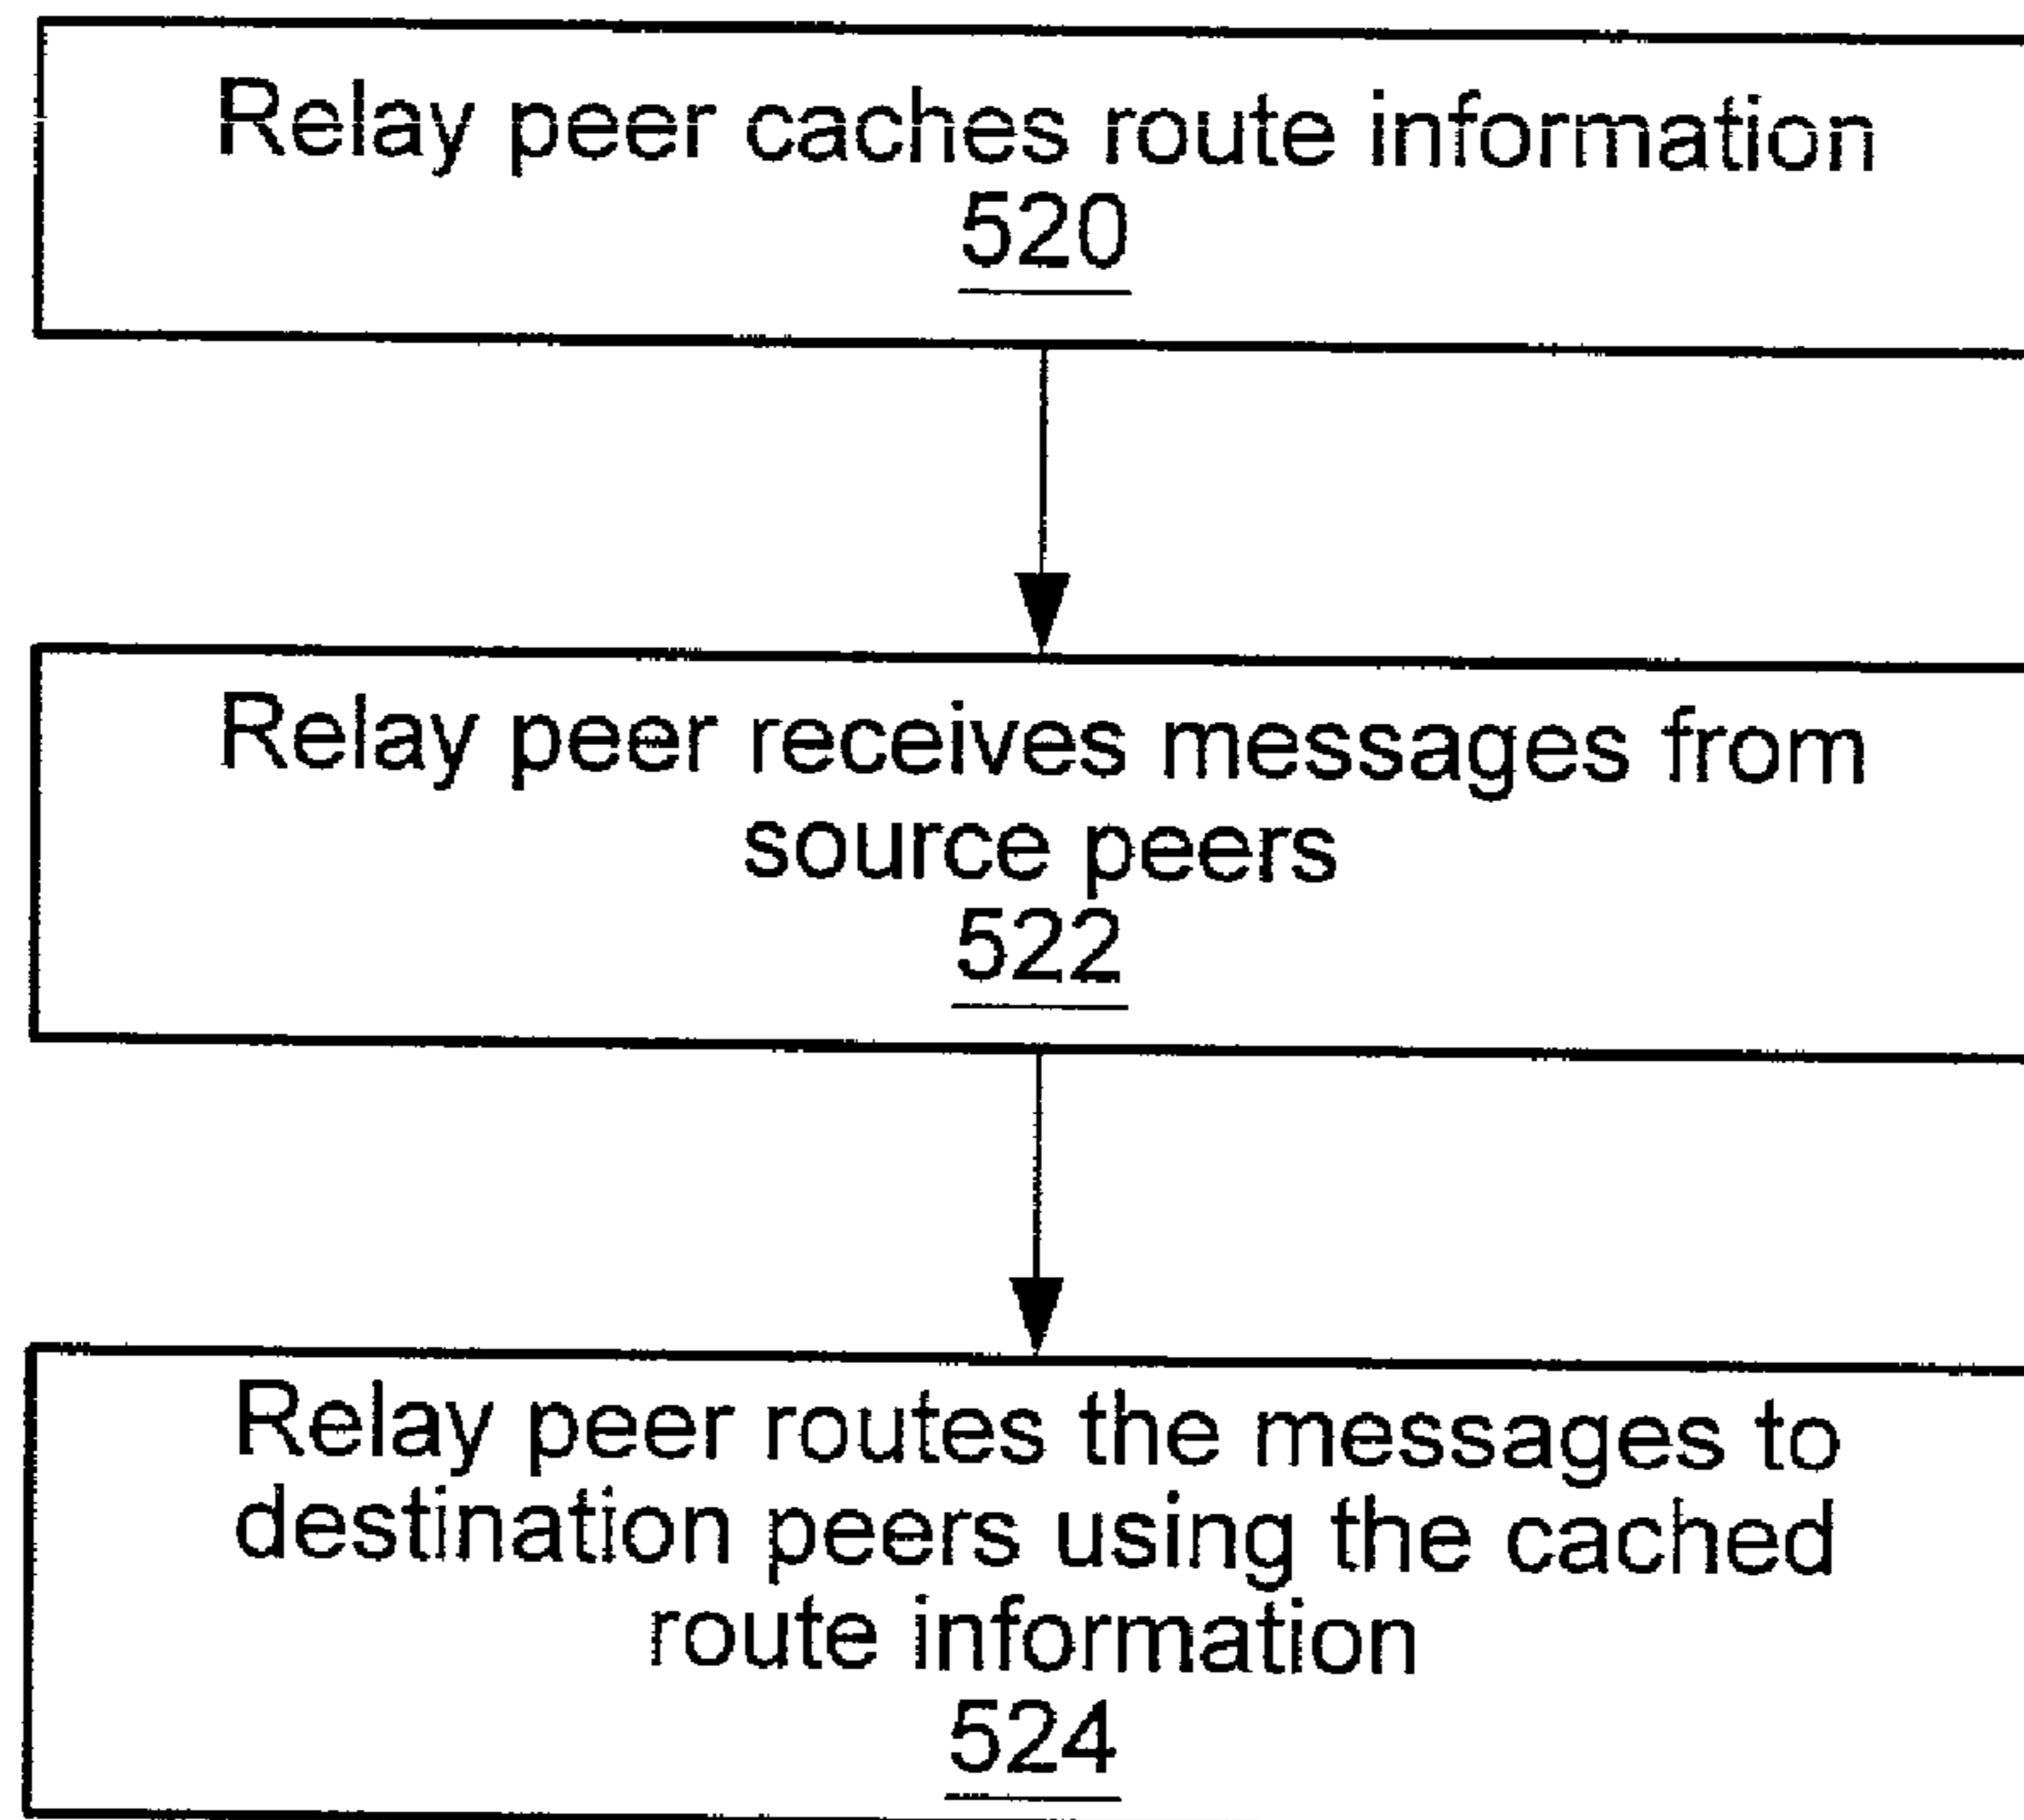 Relay peer caches route information
520
Relay peer receives messages from
source peers
522
Relay peer routes the messages to
destination peers using the cached
route information
524